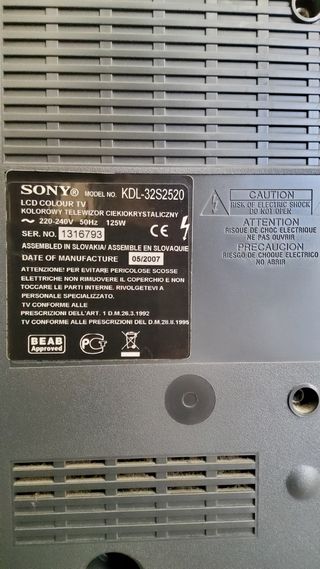 SONY® MODEL NO. KDL-32S2520
LCD COLOUR TV
KOLOROWY TELEWIZOR CIEKłOKRYSTALICZNY
~ 220-240V 50Hz 125W
SER. NO. 1316793 CE
ASSEMBLED IN SLOVAKIA/ ASSEMBLE EN SLOVAQUIE
DATE OF MANUFACTURE 05/2007
ATTENZIONE! PER EVITARE PERICOLOSE SCOSSE
ELETTRICHE NON RIMUOVERE IL COPERCHIO E NON
TOCCARE LE PARTI INTERNE. RIVOLGETEVI A
PERSONALE SPECIALIZZATO.
TV CONFORME ALLE
PRESCRIZIONI DELL'ART. 1 D.M.26.3.1992
TV CONFORME ALLE PRESCRIZIONI DEL D.M.28.II.1995
BEAB
Approved
CAUTION
RISK OF ELECTRIC SHOCK
DO NOT OPEN
ATTENTION
RISQUE DE CHOC ELECTRIQUE
NE PAS OUVRIR
PRECAUCION
RIESGO DE CHOQUE ELECTRICO
NO ABRIR